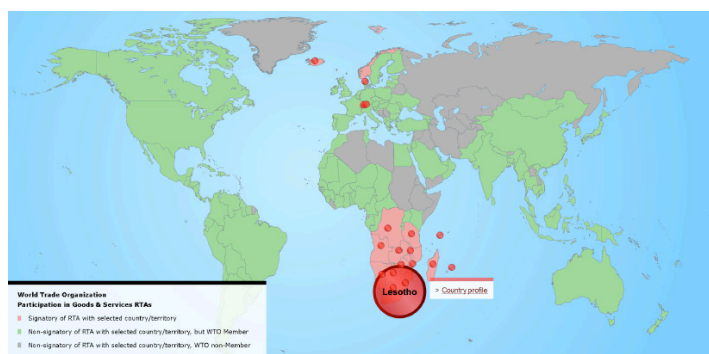 Lesotho
> Country profile
World Trade Organization
Participation in Goods & Services RTAs
Signatory of RTA with selected country/territory
Non-signatory of RTA with selected country/territory, but WTO Member
Non-signatory of RTA with selected country/territory, WTO non-Member